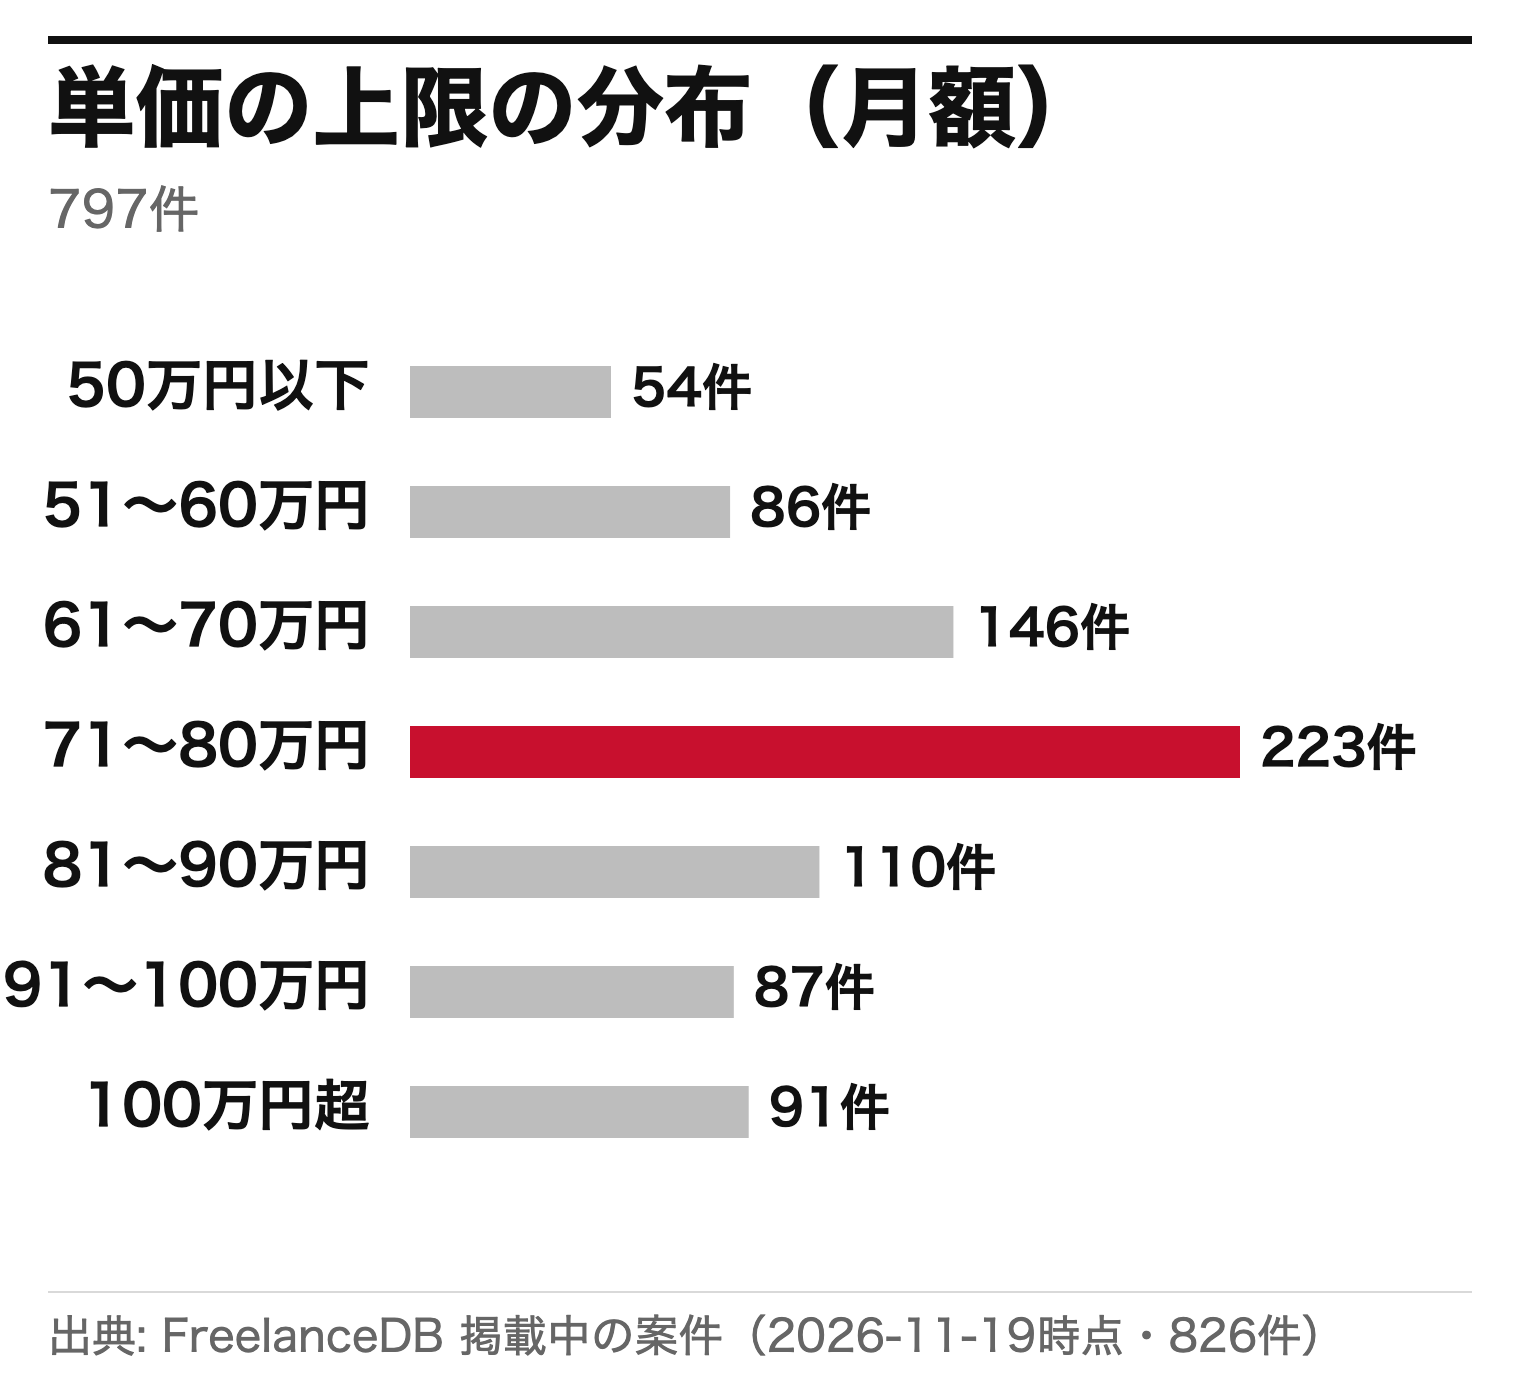 単価の上限の分布（月額）
797件
50万円以下 54件
51〜60万円 86件
61〜70万円 146件
71〜80万円 223件
81〜90万円 110件
91〜100万円 87件
100万円超 91件
出典: FreelanceDB 掲載中の案件（2026-11-19時点・826件）